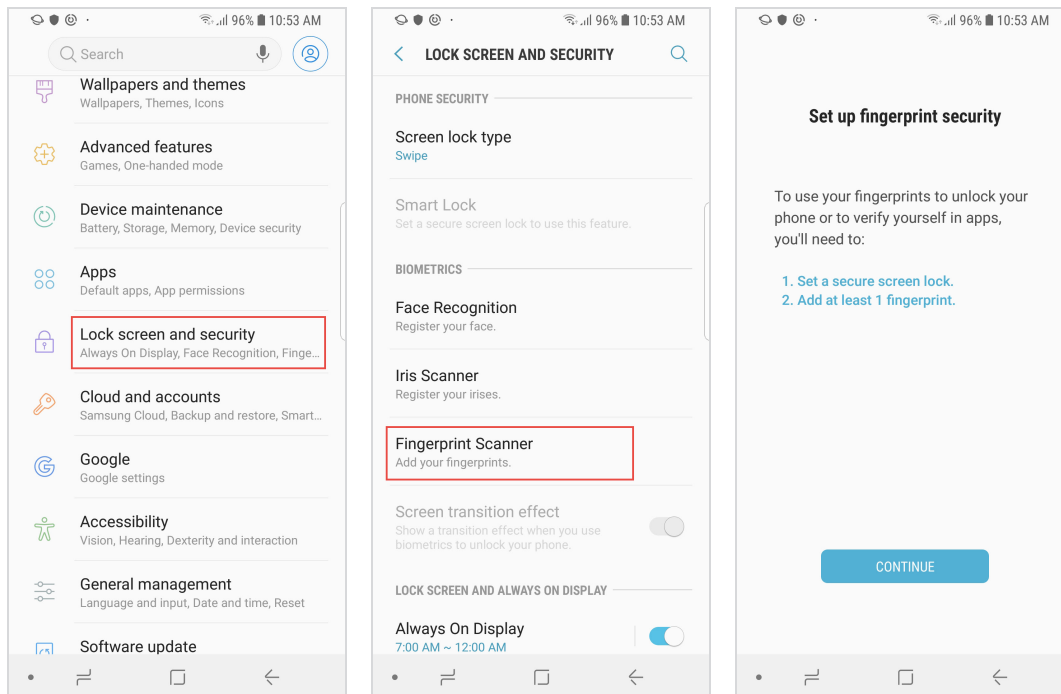 96% 10:53 AM
Search
Wallpapers and themes
Wallpapers, Themes, Icons
Advanced features
Games, One-handed mode
Device maintenance
Battery, Storage, Memory, Device security
Apps
Default apps, App permissions
Lock screen and security
Always On Display, Face Recognition, Finge...
Cloud and accounts
Samsung Cloud, Backup and restore, Smart...
Google
Google settings
Accessibility
Vision, Hearing, Dexterity and interaction
General management
Language and input, Date and time, Reset
Software update
96% 10:53 AM
LOCK SCREEN AND SECURITY
PHONE SECURITY
Screen lock type
Swipe
Smart Lock
Set a secure screen lock to use this feature.
BIOMETRICS
Face Recognition
Register your face.
Iris Scanner
Register your irises.
Fingerprint Scanner
Add your fingerprints.
Screen transition effect
Show a transition effect when you use
biometrics to unlock your phone.
LOCK SCREEN AND ALWAYS ON DISPLAY
Always On Display
7:00 AM ~ 12:00 AM
96% 10:53 AM
Set up fingerprint security
To use your fingerprints to unlock your
phone or to verify yourself in apps,
you'll need to:
1. Set a secure screen lock.
2. Add at least 1 fingerprint.
CONTINUE